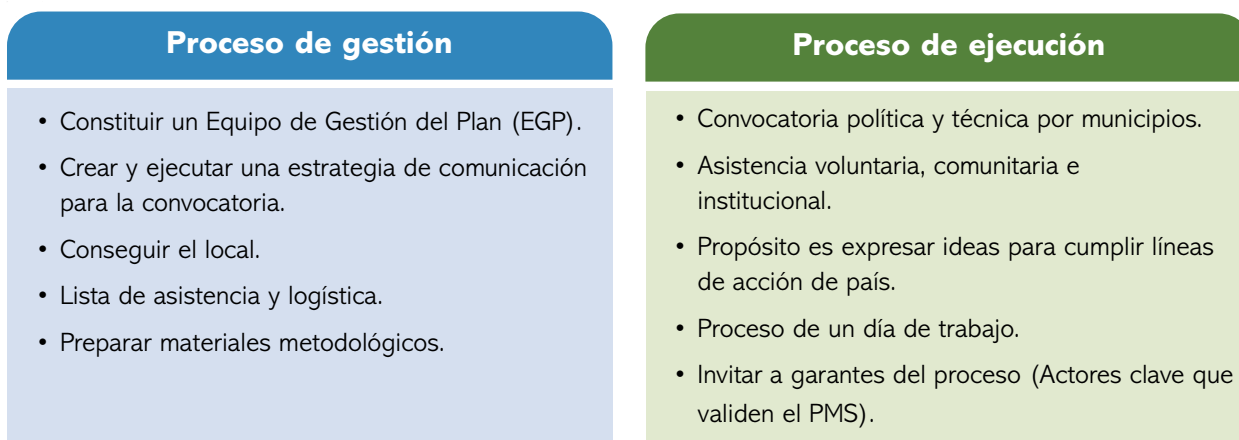 Proceso de gestión
• Constituir un Equipo de Gestión del Plan (EGP).
• Crear y ejecutar una estrategia de comunicación
para la convocatoria.
• Conseguir el local.
• Lista de asistencia y logística.
• Preparar materiales metodológicos.
Proceso de ejecución
• Convocatoria política y técnica por municipios.
• Asistencia voluntaria, comunitaria e
institucional.
• Propósito es expresar ideas para cumplir líneas
de acción de país.
• Proceso de un día de trabajo.
• Invitar a garantes del proceso (Actores clave que
validen el PMS).